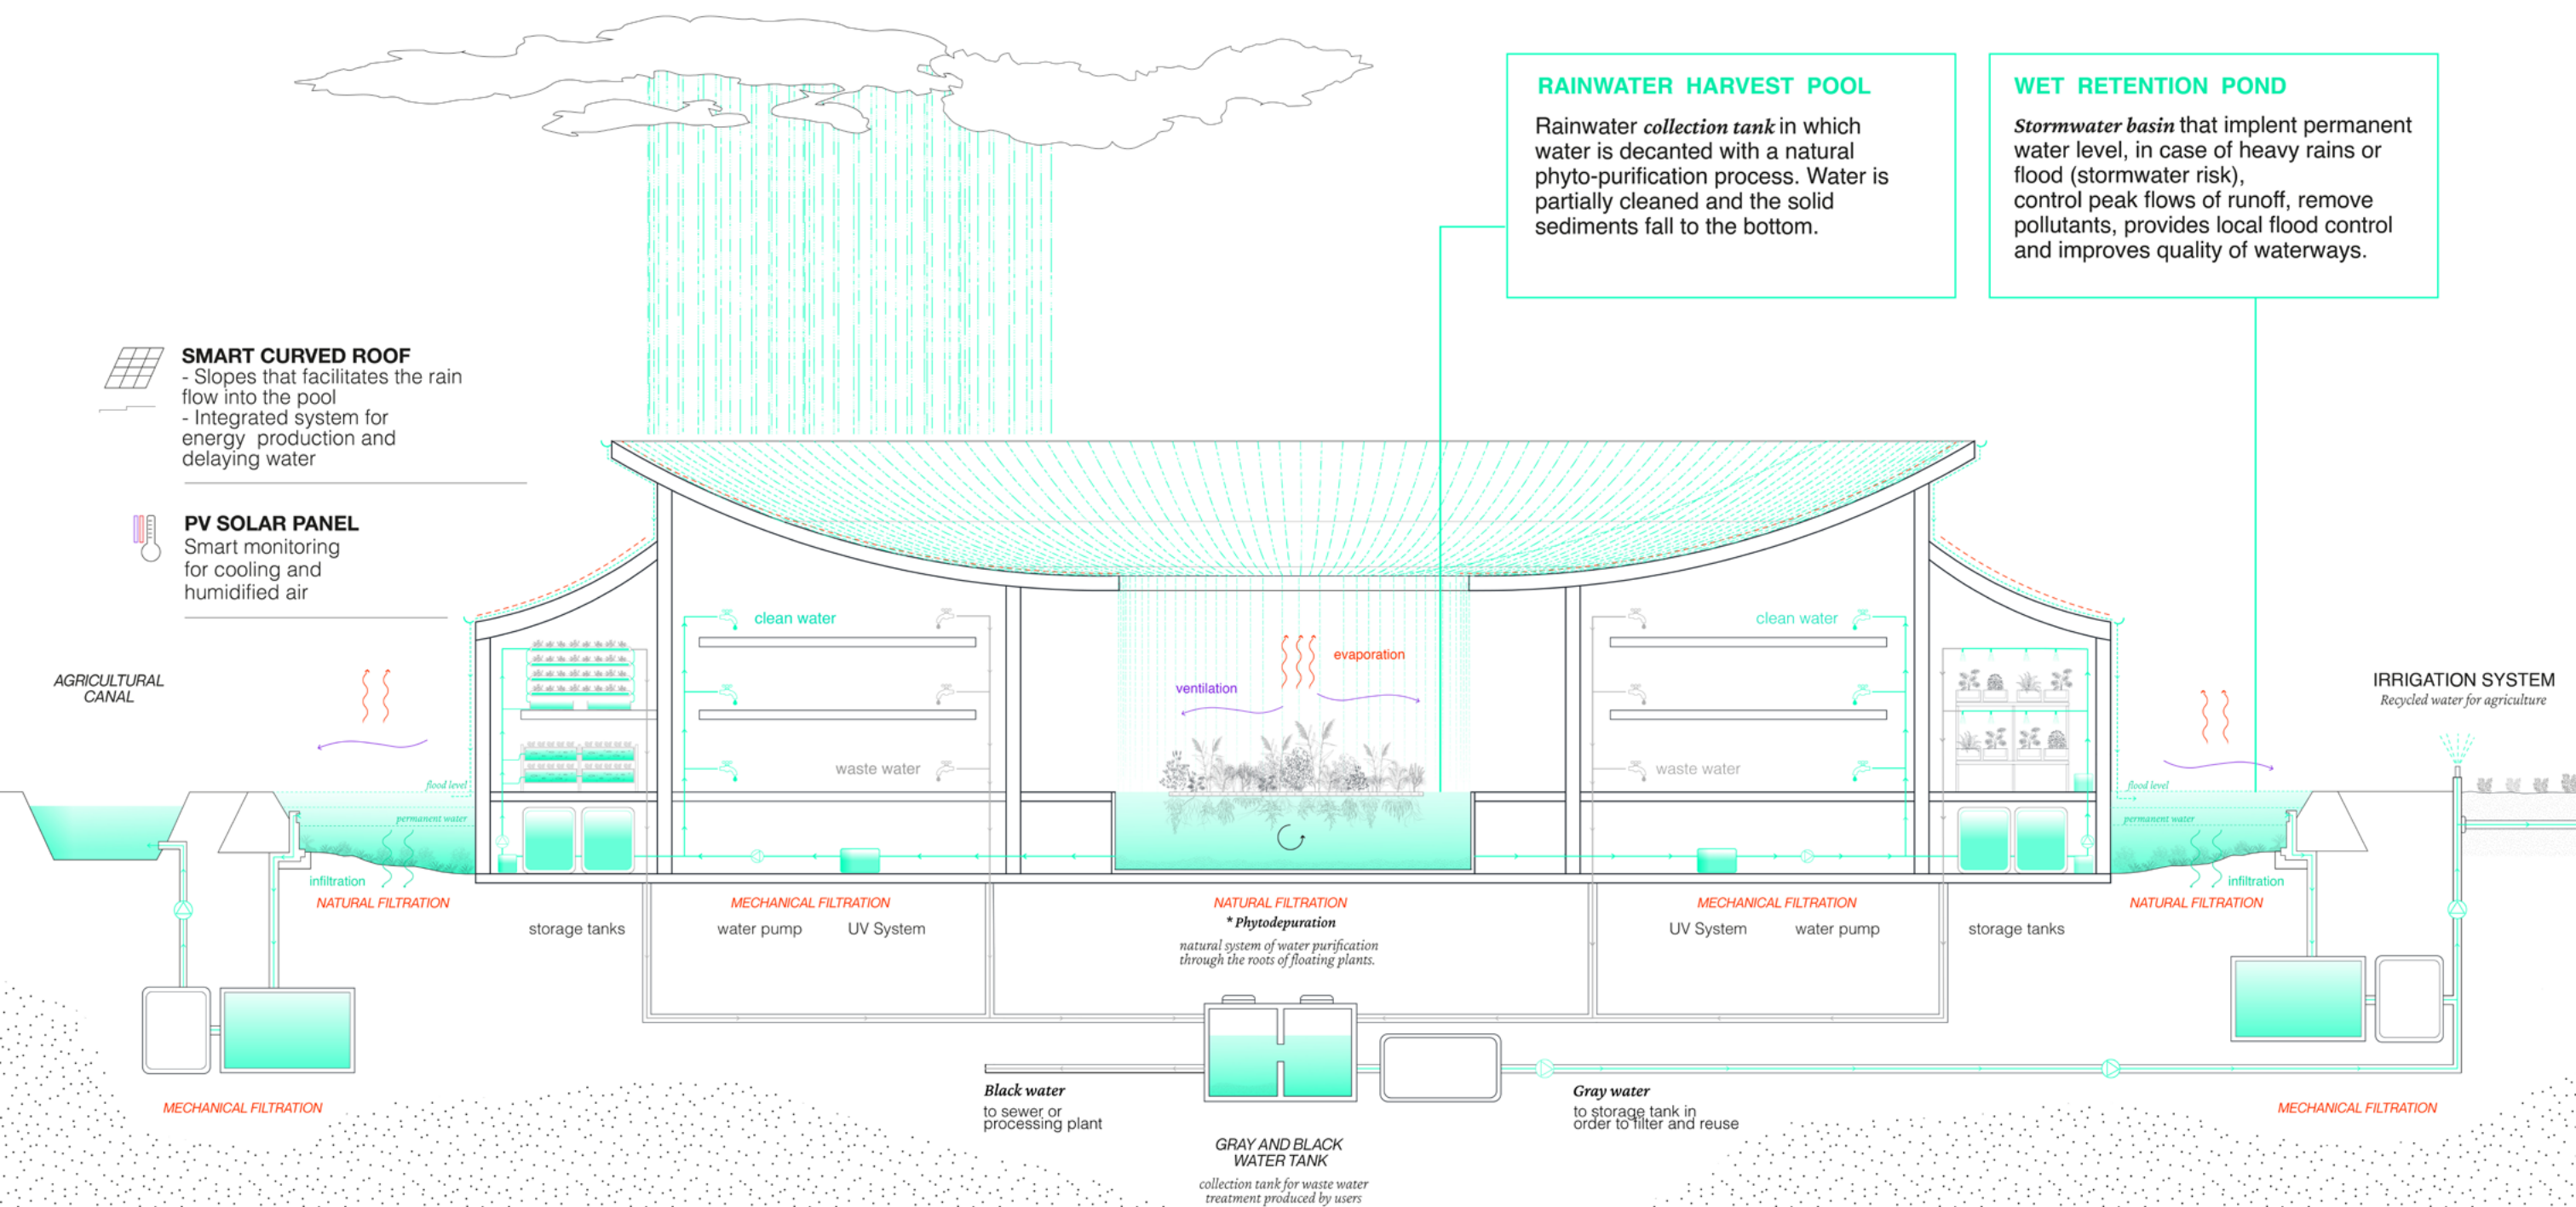 RAINWATER HARVEST POOL
Rainwater collection tank in which
water is decanted with a natural
phyto-purification process. Water is
partially cleaned and the solid
sediments fall to the bottom.
WET RETENTION POND
Stormwater basin that implent permanent
water level, in case of heavy rains or
flood (stormwater risk),
control peak flows of runoff, remove
pollutants, provides local flood control
and improves quality of waterways.
SMART CURVED ROOF
- Slopes that facilitates the rain
flow into the pool
- Integrated system for
energy production and
delaying water
PV SOLAR PANEL
Smart monitoring
for cooling and
humidified air
AGRICULTURAL
CANAL
clean water
waste water
evaporation
ventilation
clean water
waste water
IRRIGATION SYSTEM
Recycled water for agriculture
flood level
permanent water
infiltration
NATURAL FILTRATION
flood level
permanent water
infiltration
NATURAL FILTRATION
storage tanks
MECHANICAL FILTRATION
water pump
UV System
NATURAL FILTRATION
* Phytodepuration
natural system of water purification
through the roots of floating plants.
MECHANICAL FILTRATION
UV System
water pump
storage tanks
MECHANICAL FILTRATION
Black water
to sewer or
processing plant
GRAY AND BLACK
WATER TANK
collection tank for waste water
treatment produced by users
Gray water
to storage tank in
order to filter and reuse
MECHANICAL FILTRATION